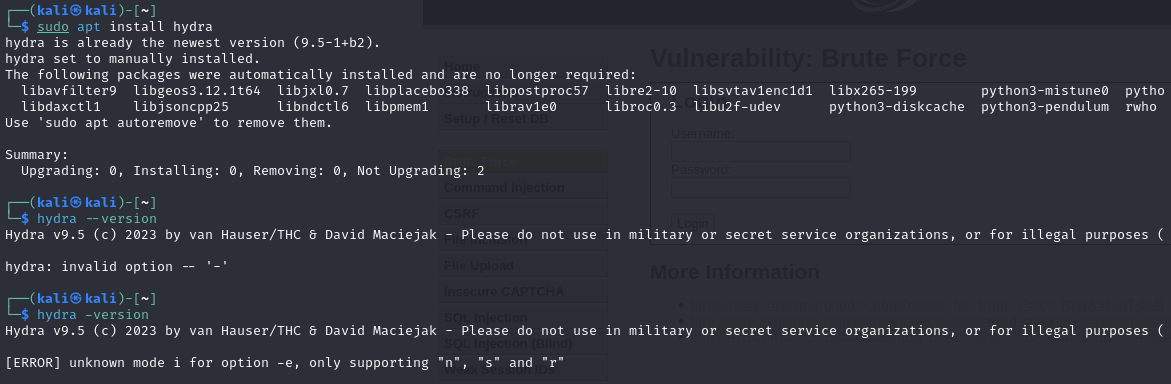 ┌──(kali㉿kali)-[~]
└─$ sudo apt install hydra
hydra is already the newest version (9.5-1+b2).
hydra set to manually installed.
The following packages were automatically installed and are no longer required:
  libavfilter9  libgeos3.12.1t64  libjxl0.7  libplacebo338  libpostproc57  libre2-10  libsvtav1enc1d1  libx265-199        python3-mistune0  pytho
  libdaxctl1    libjsoncpp25      libndctl6  libpmem1       librav1e0      libroc0.3  libu2f-udev      python3-diskcache  python3-pendulum  rwho
Use 'sudo apt autoremove' to remove them.
Summary:
  Upgrading: 0, Installing: 0, Removing: 0, Not Upgrading: 2
┌──(kali㉿kali)-[~]
└─$ hydra --version
Hydra v9.5 (c) 2023 by van Hauser/THC & David Maciejak - Please do not use in military or secret service organizations, or for illegal purposes (
hydra: invalid option -- '-'
┌──(kali㉿kali)-[~]
└─$ hydra -version
Hydra v9.5 (c) 2023 by van Hauser/THC & David Maciejak - Please do not use in military or secret service organizations, or for illegal purposes (
[ERROR] unknown mode i for option -e, only supporting "n", "s" and "r"
Home
Setup / Reset DB
Command Injection
CSRF
File Upload
Insecure CAPTCHA
SQL Injection
SQL Injection (Blind)
Weak Session IDs
Vulnerability: Brute Force
Username:
Password:
Login
More Information